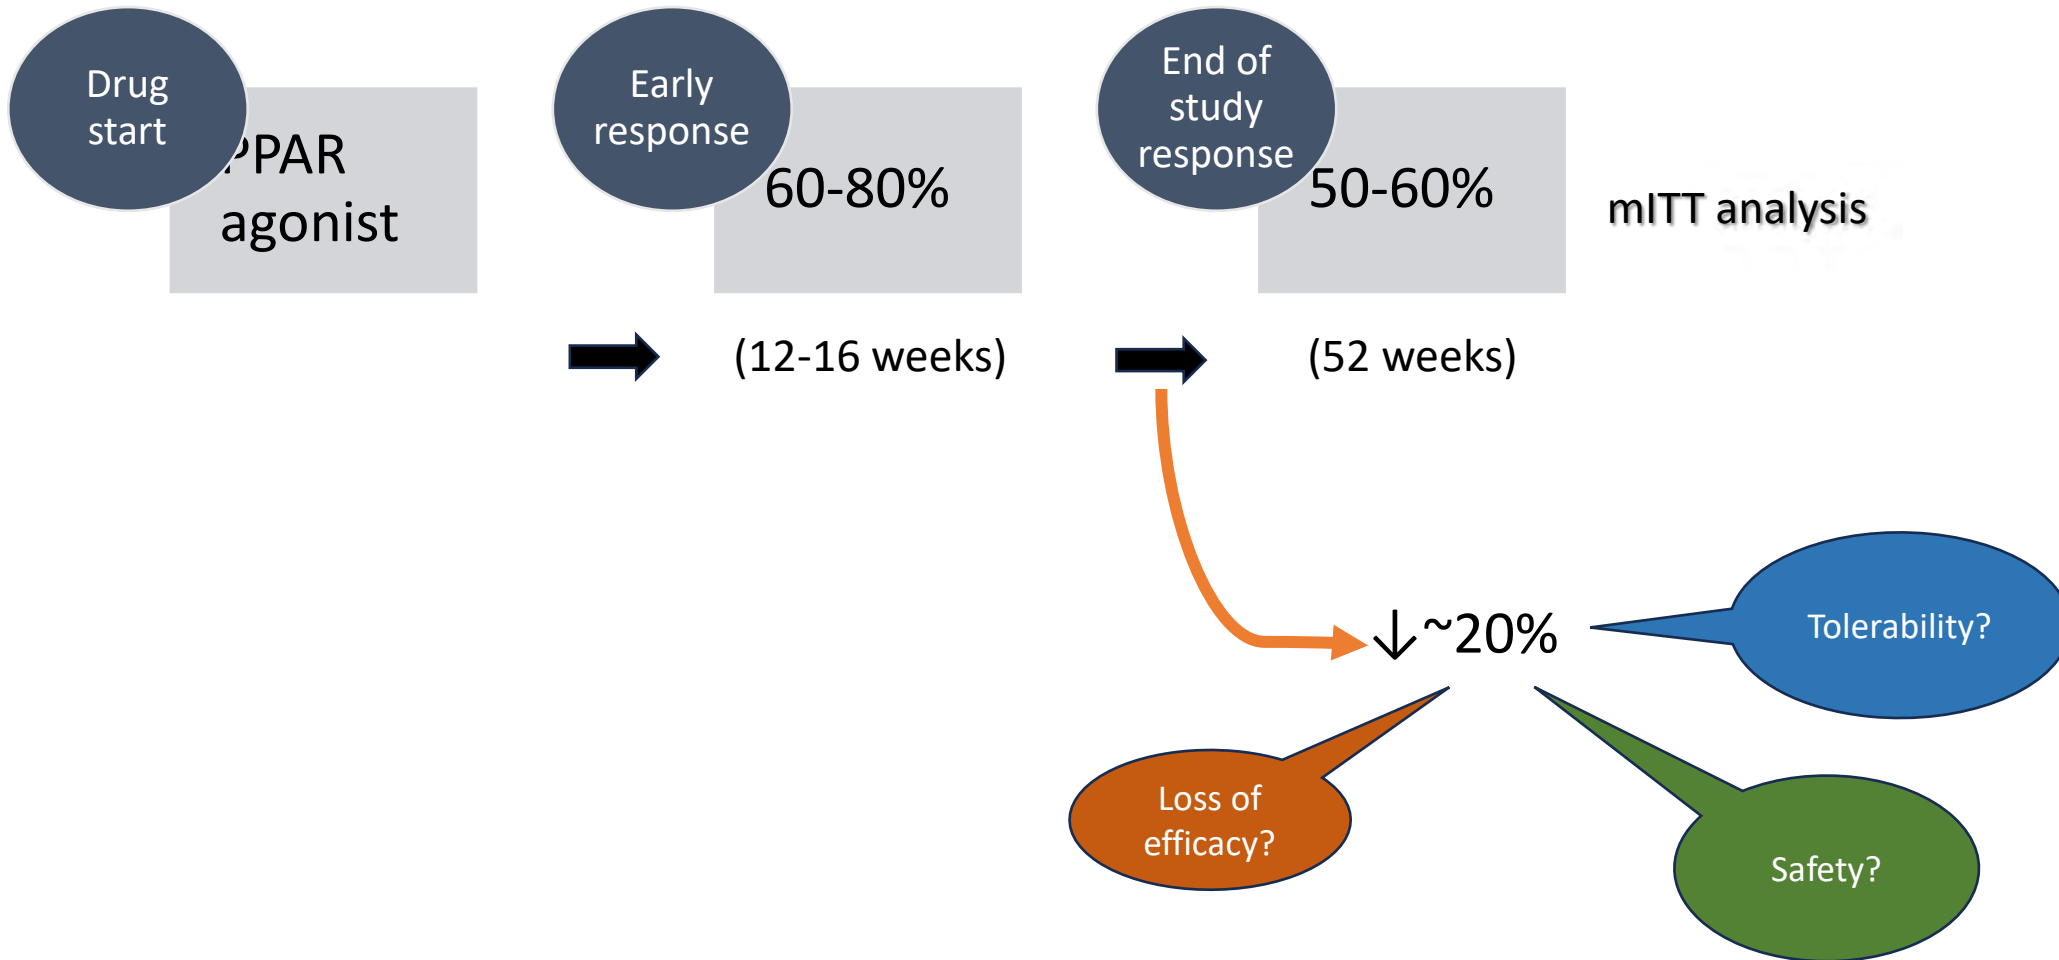 Drug
start
PPAR
agonist
Early
response
60-80%
End of
study
response
50-60%
mITT analysis
(12-16 weeks)
(52 weeks)
↓~20%
Tolerability?
Loss of
efficacy?
Safety?